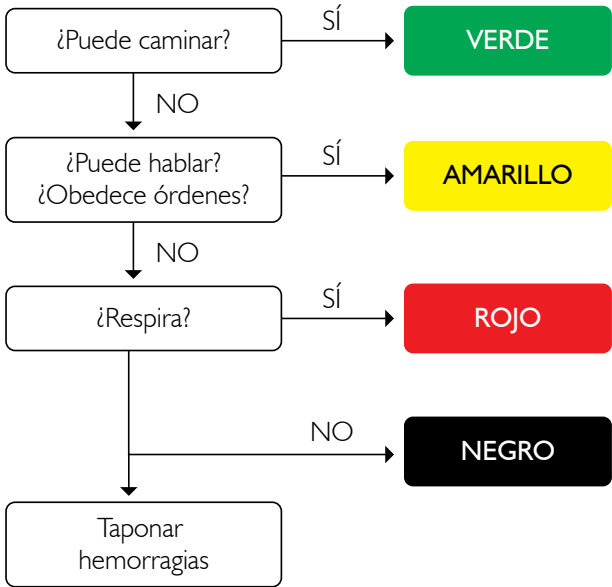 ¿Puede caminar?
SÍ
VERDE
NO
¿Puede hablar?
¿Obedece órdenes?
SÍ
AMARILLO
NO
¿Respira?
SÍ
ROJO
NO
NEGRO
Taponar
hemorragias